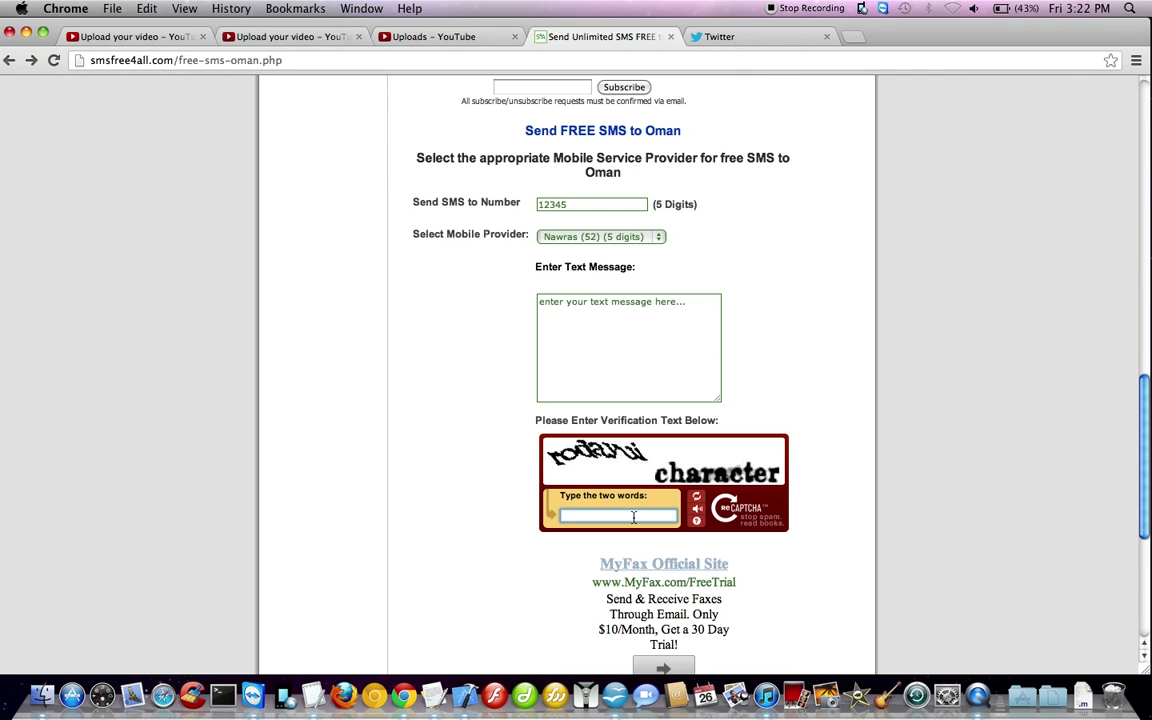 Chrome File Edit View History Bookmarks Window Help Stop Recording (43%) Fri 3:22 PM
Upload your video - YouTu × Upload your video - YouTu × Uploads - YouTube × Send Unlimited SMS FREE t × Twitter ×
smsfree4all.com/free-sms-oman.php
Subscribe
All subscribe/unsubscribe requests must be confirmed via email.
Send FREE SMS to Oman
Select the appropriate Mobile Service Provider for free SMS to
Oman
Send SMS to Number 12345 (5 Digits)
Select Mobile Provider: Nawras (52) (5 digits)
Enter Text Message:
enter your text message here...
Please Enter Verification Text Below:
character
Type the two words:
reCAPTCHA™
stop spam.
read books.
MyFax Official Site
www.MyFax.com/FreeTrial
Send & Receive Faxes
Through Email. Only
$10/Month, Get a 30 Day
Trial!
26
.m